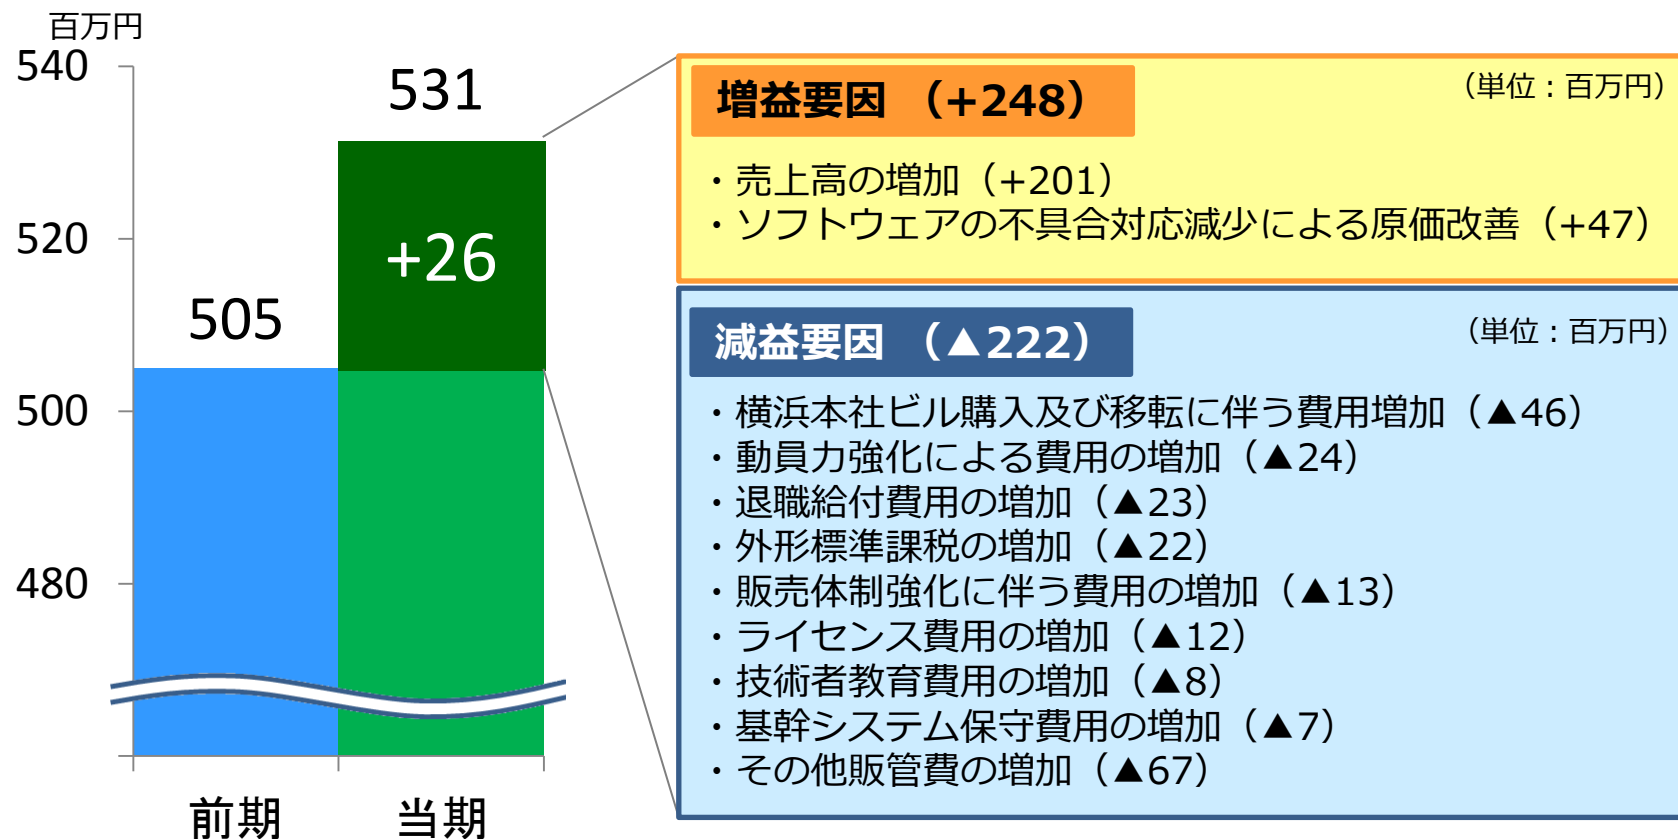 百万円
540
520
500
480
505
531
+26
前期
当期
増益要因 （+248）
（単位：百万円）
・売上高の増加（+201）
・ソフトウェアの不具合対応減少による原価改善（+47）
減益要因 （▲222）
（単位：百万円）
・横浜本社ビル購入及び移転に伴う費用増加（▲46）
・動員力強化による費用の増加（▲24）
・退職給付費用の増加（▲23）
・外形標準課税の増加（▲22）
・販売体制強化に伴う費用の増加（▲13）
・ライセンス費用の増加（▲12）
・技術者教育費用の増加（▲8）
・基幹システム保守費用の増加（▲7）
・その他販管費の増加（▲67）